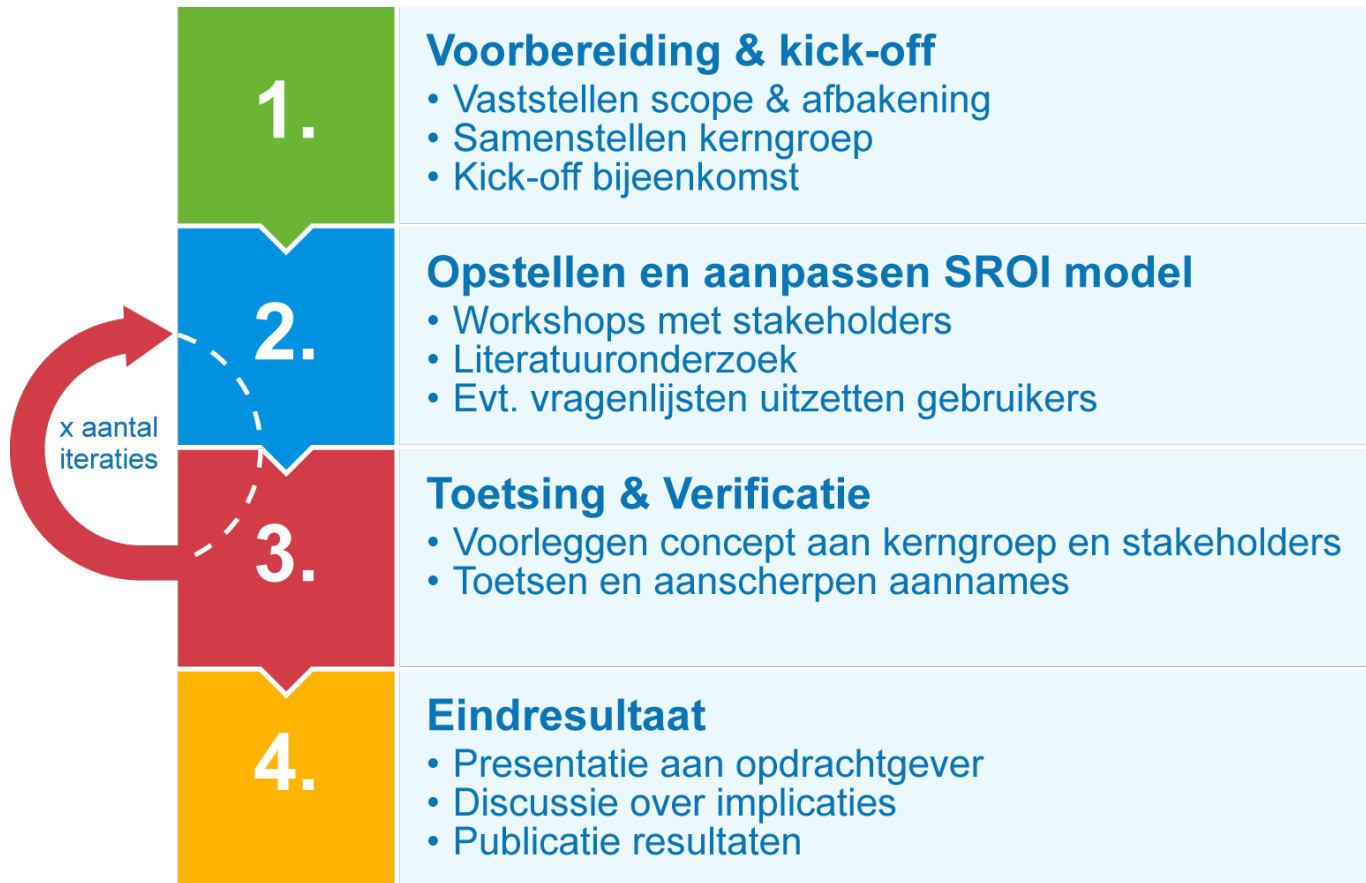 1.
Voorbereiding & kick-off
• Vaststellen scope & afbakening
• Samenstellen kerngroep
• Kick-off bijeenkomst
2.
Opstellen en aanpassen SROI model
• Workshops met stakeholders
• Literatuuronderzoek
• Evt. vragenlijsten uitzetten gebruikers
x aantal
iteraties
3.
Toetsing & Verificatie
• Voorleggen concept aan kerngroep en stakeholders
• Toetsen en aanscherpen aannames
4.
Eindresultaat
• Presentatie aan opdrachtgever
• Discussie over implicaties
• Publicatie resultaten